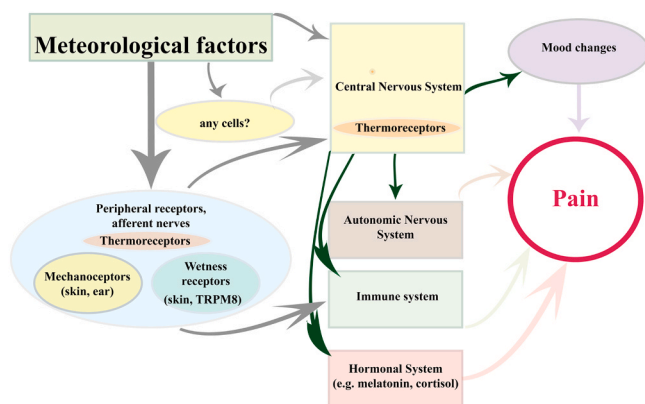 Meteorological factors
Mood changes
Central Nervous System
any cells?
Thermoreceptors
Peripheral receptors,
afferent nerves
Thermoreceptors
Mechanoceptors
(skin, ear)
Wetness
receptors
(skin, TRPM8)
Autonomic Nervous
System
Pain
Immune system
Hormonal System
(e.g. melatonin, cortisol)